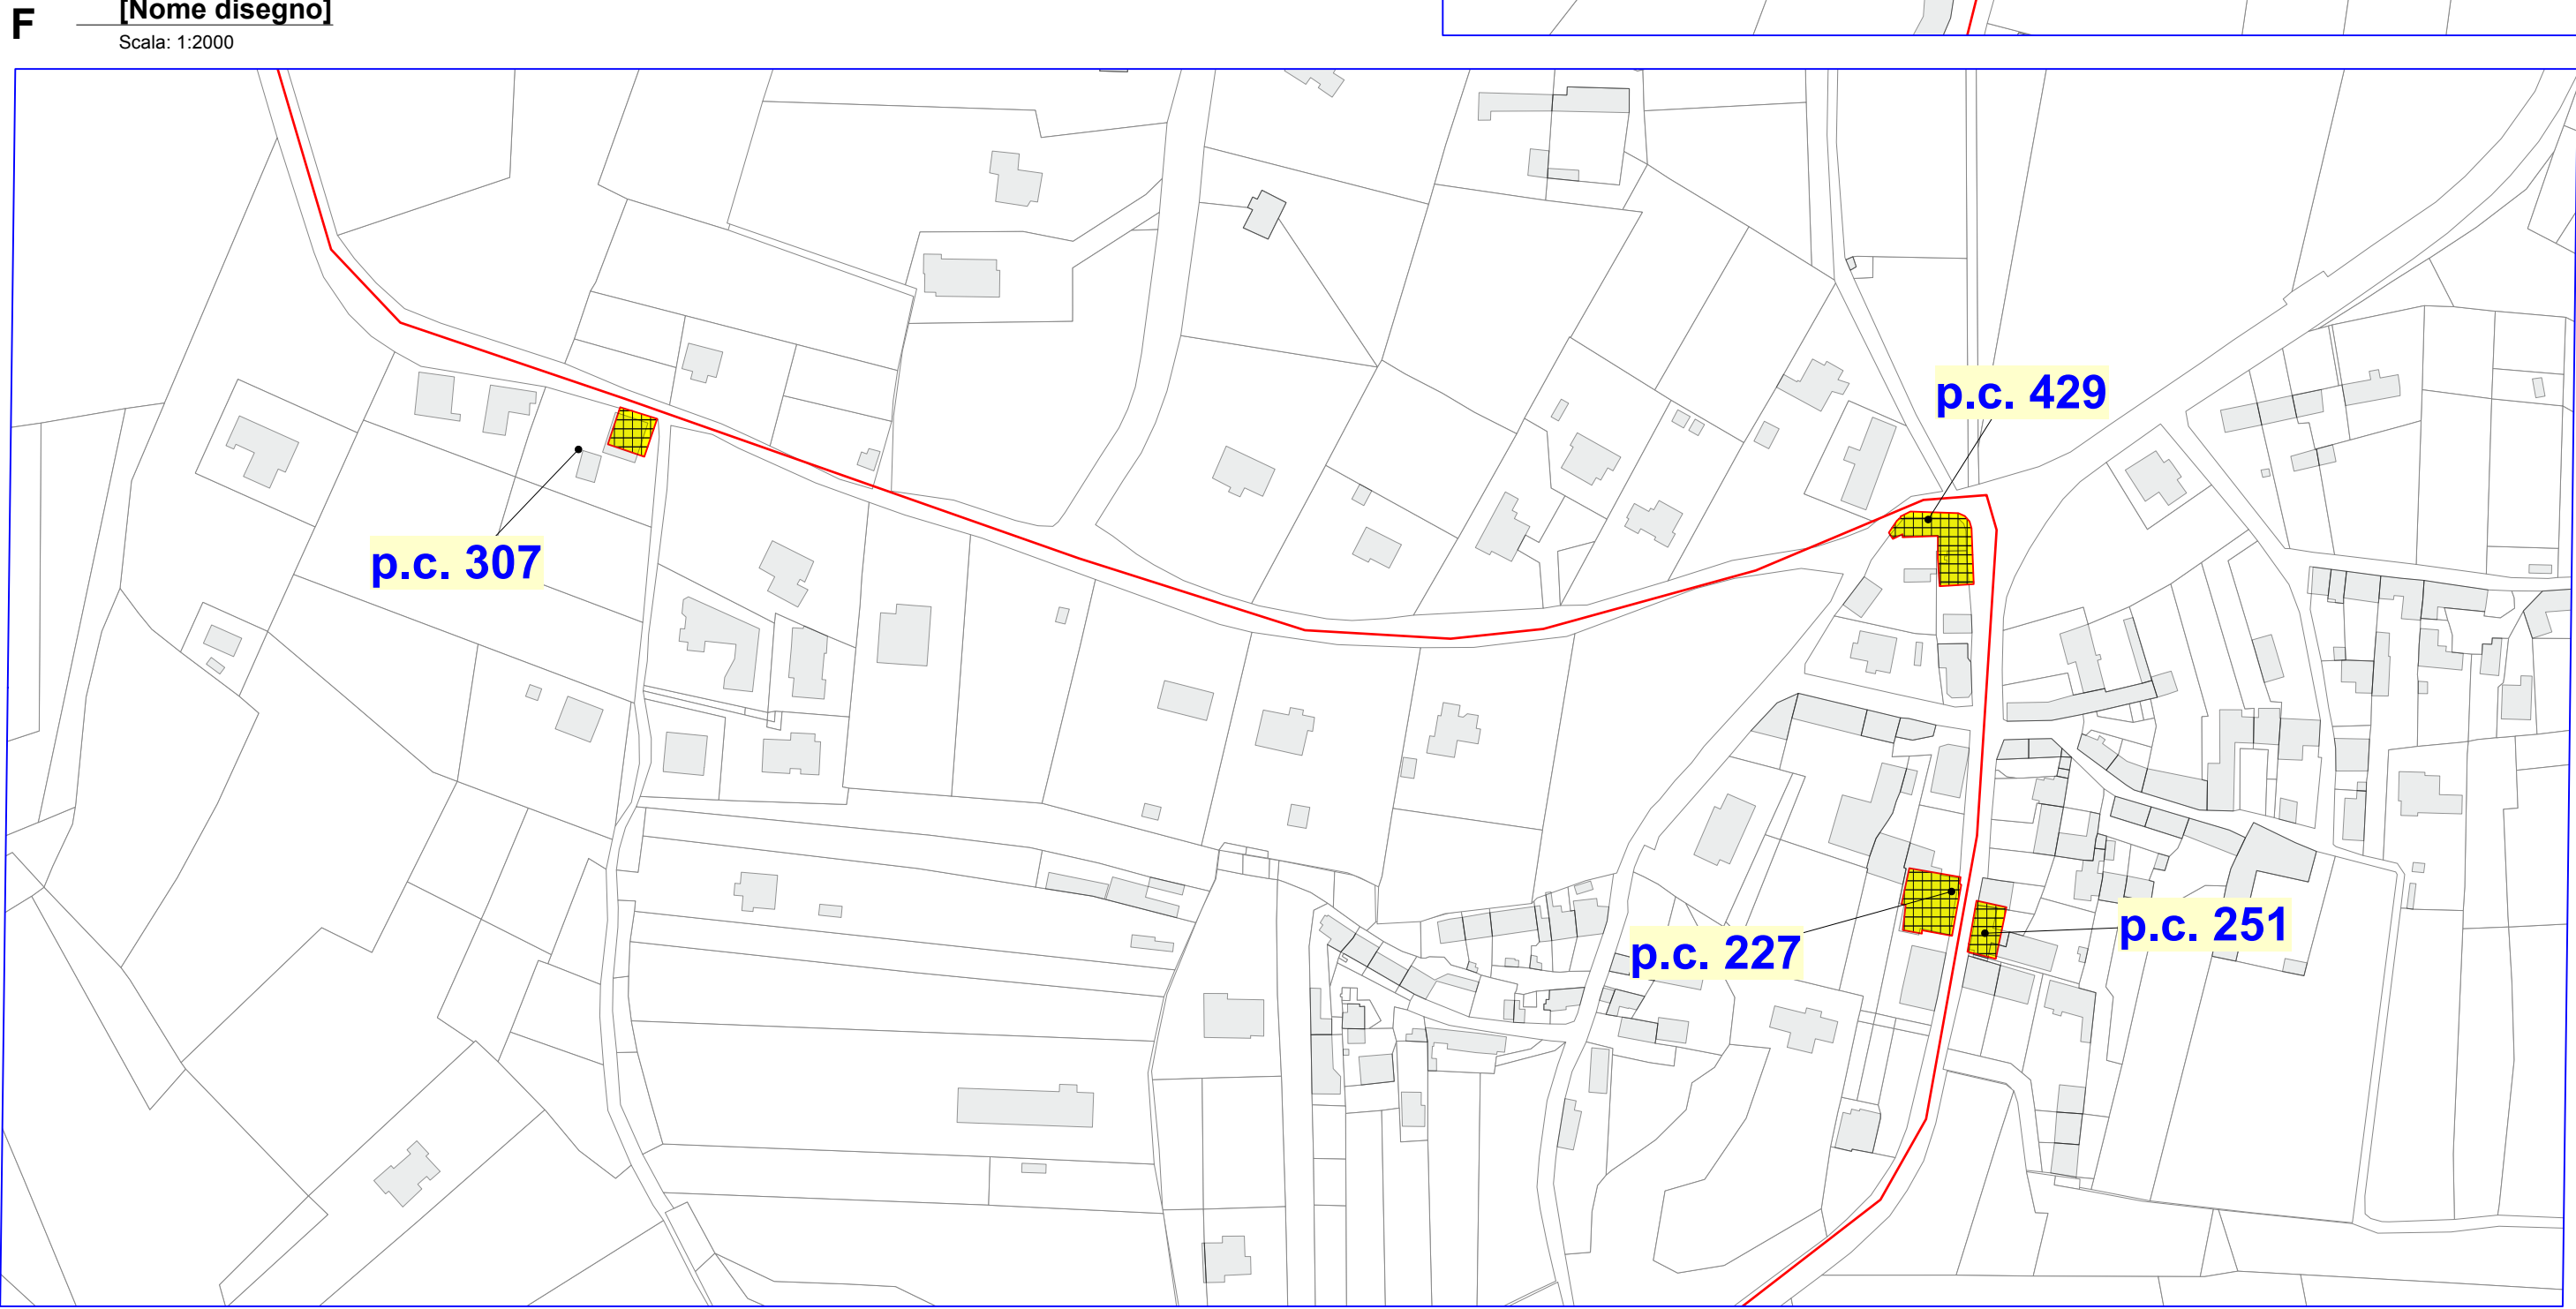 F
[Nome disegno]
Scala: 1:2000
p.c. 429
p.c. 307
p.c. 227
p.c. 251